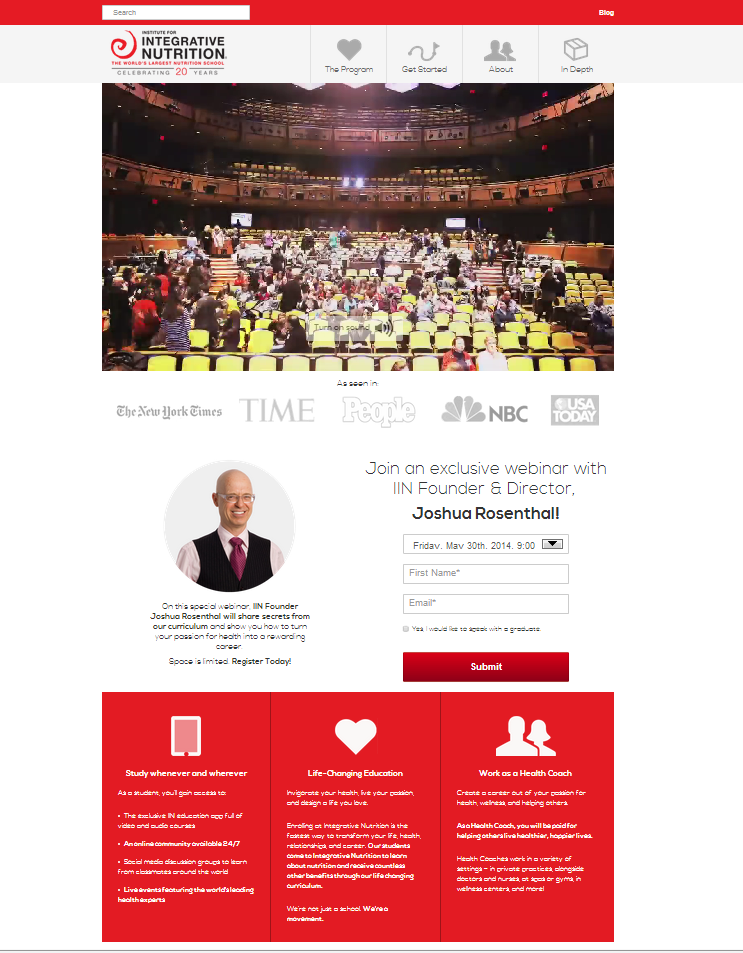 Search
Blog
INSTITUTE FOR
INTEGRATIVE
NUTRITION
THE WORLD'S LARGEST NUTRITION SCHOOL
CELEBRATING 20 YEARS
The Program
Get Started
About
In Depth
Turn on sound
As seen in:
The New York Times
TIME
People
NBC
USA
TODAY
Join an exclusive webinar with
IIN Founder & Director,
Joshua Rosenthal!
Friday, May 30th, 2014, 9:00
First Name*
Email*
Yes, I would like to speak with a graduate.
Submit
On this special webinar, IIN Founder
Joshua Rosenthal will share secrets from
our curriculum and show you how to turn
your passion for health into a rewarding
career.
Space is limited. Register Today!
Study whenever and wherever
As a student, you'll gain access to:
• The exclusive IIN education app full of
video and audio courses
• An online community available 24/7
• Social media discussion groups to learn
from classmates around the world
• Live events featuring the world's leading
health experts
Life-Changing Education
Invigorate your health, live your passion,
and design a life you love.
Enrolling at Integrative Nutrition is the
fastest way to transform your life, health,
relationships, and career. Our students
come to Integrative Nutrition to learn
about nutrition and receive countless
other benefits through our life changing
curriculum.
We're not just a school. We're a
movement.
Work as a Health Coach
Create a career out of your passion for
health, wellness, and helping others.
As a Health Coach, you will be paid for
helping others live healthier, happier lives.
Health Coaches work in a variety of
settings – in private practices, alongside
doctors and nurses, at spas or gyms, in
wellness centers, and more!